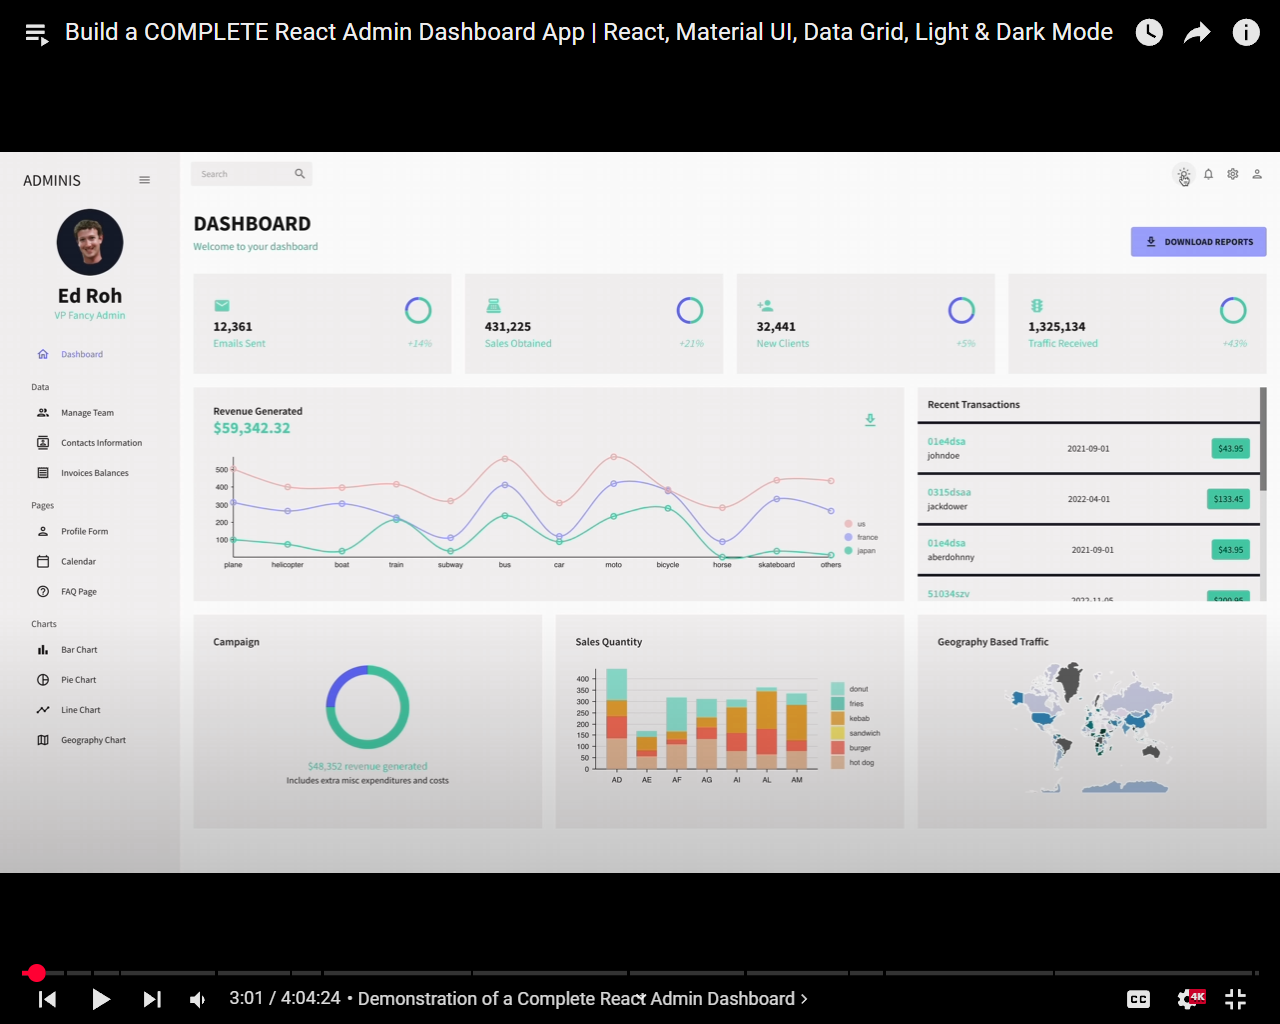 Build a COMPLETE React Admin Dashboard App | React, Material UI, Data Grid, Light & Dark Mode
ADMINIS
Search
Ed Roh
VP Fancy Admin
Dashboard
Data
Manage Team
Contacts Information
Invoices Balances
Pages
Profile Form
Calendar
FAQ Page
Charts
Bar Chart
Pie Chart
Line Chart
Geography Chart
DASHBOARD
Welcome to your dashboard
DOWNLOAD REPORTS
12,361
Emails Sent
+14%
431,225
Sales Obtained
+21%
32,441
New Clients
+5%
1,325,134
Traffic Received
+43%
Revenue Generated
$59,342.32
500
400
300
200
100
plane helicopter boat train subway bus car moto bicycle horse skateboard others
us
france
japan
Recent Transactions
01e4dsa
johndoe
2021-09-01
$43.95
0315dsaa
jackdower
2022-04-01
$133.45
01e4dsa
aberdohnny
2021-09-01
$43.95
51034szv
2022-11-05
$200.95
Campaign
$48,352 revenue generated
Includes extra misc expenditures and costs
Sales Quantity
400
350
300
250
200
150
100
50
0
AD AE AF AG AI AL AM
donut
fries
kebab
sandwich
burger
hot dog
Geography Based Traffic
3:01 / 4:04:24 • Demonstration of a Complete React Admin Dashboard
CC
4K